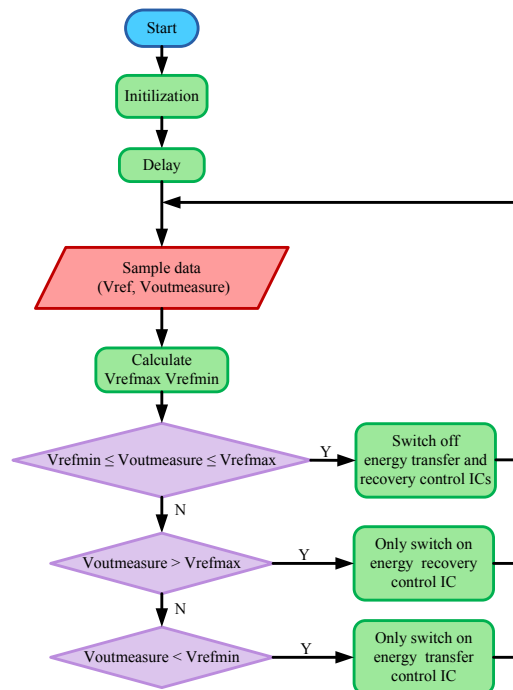 Start
Initilization
Delay
Sample data
(Vref, Voutmeasure)
Calculate
Vrefmax Vrefmin
Vrefmin ≤ Voutmeasure ≤ Vrefmax
Y
Switch off
energy transfer and
recovery control ICs
N
Voutmeasure > Vrefmax
Y
Only switch on
energy recovery
control IC
N
Voutmeasure < Vrefmin
Y
Only switch on
energy transfer
control IC